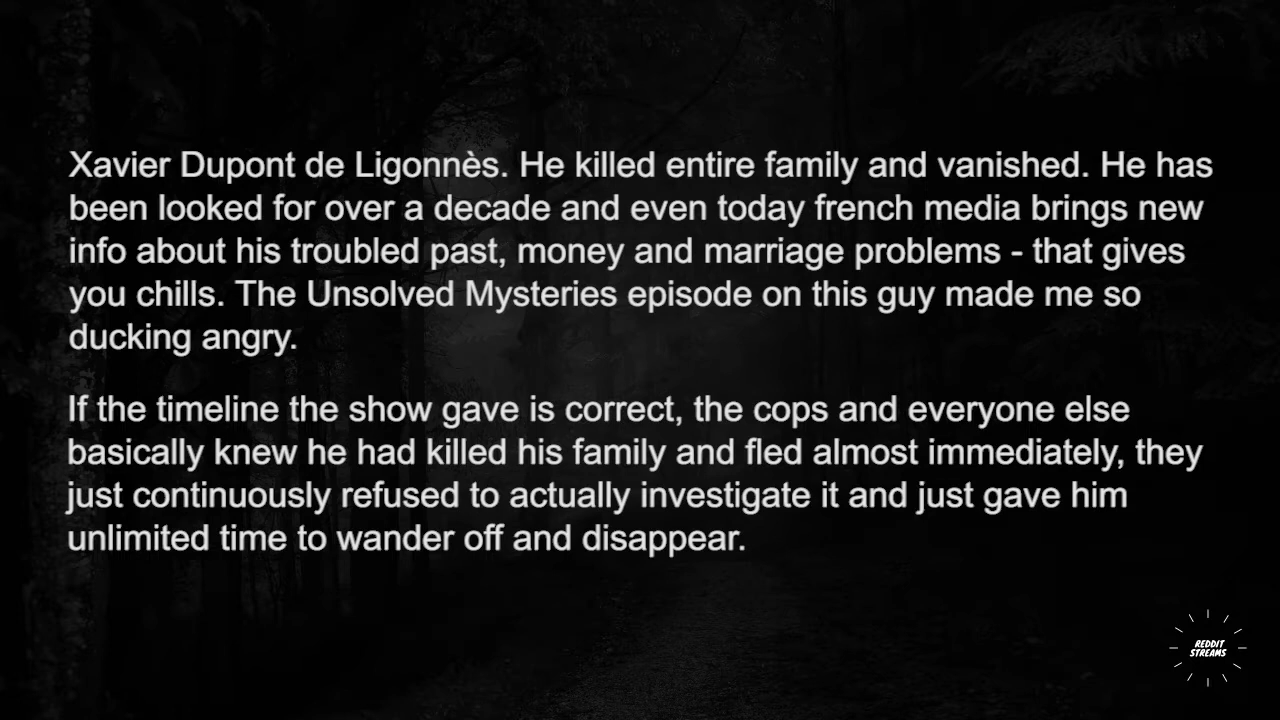 Xavier Dupont de Ligonnès. He killed entire family and vanished. He has
been looked for over a decade and even today french media brings new
info about his troubled past, money and marriage problems - that gives
you chills. The Unsolved Mysteries episode on this guy made me so
ducking angry.
If the timeline the show gave is correct, the cops and everyone else
basically knew he had killed his family and fled almost immediately, they
just continuously refused to actually investigate it and just gave him
unlimited time to wander off and disappear.
REDDIT
STREAMS